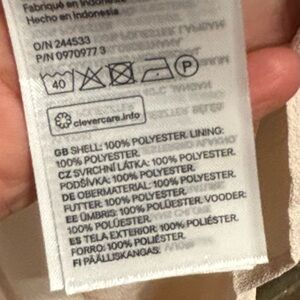 Fabriqué en Indonésie
Hecho en Indonesia
O/N 244533
P/N 0970977 3
40
P
clevercare.info
GB SHELL: 100% POLYESTER. LINING:
100% POLYESTER.
CZ SVRCHNÍ LÁTKA: 100% POLYESTER.
PODŠÍVKA: 100% POLYESTER.
DE OBERMATERIAL: 100% POLYESTER.
FUTTER: 100% POLYESTER.
EE ÜMBRIS: 100% POLÜESTER. VOODER:
100% POLÜESTER.
ES TELA EXTERIOR: 100% POLIÉSTER.
FORRO: 100% POLIÉSTER.
FI PÄÄLLISKANGAS: